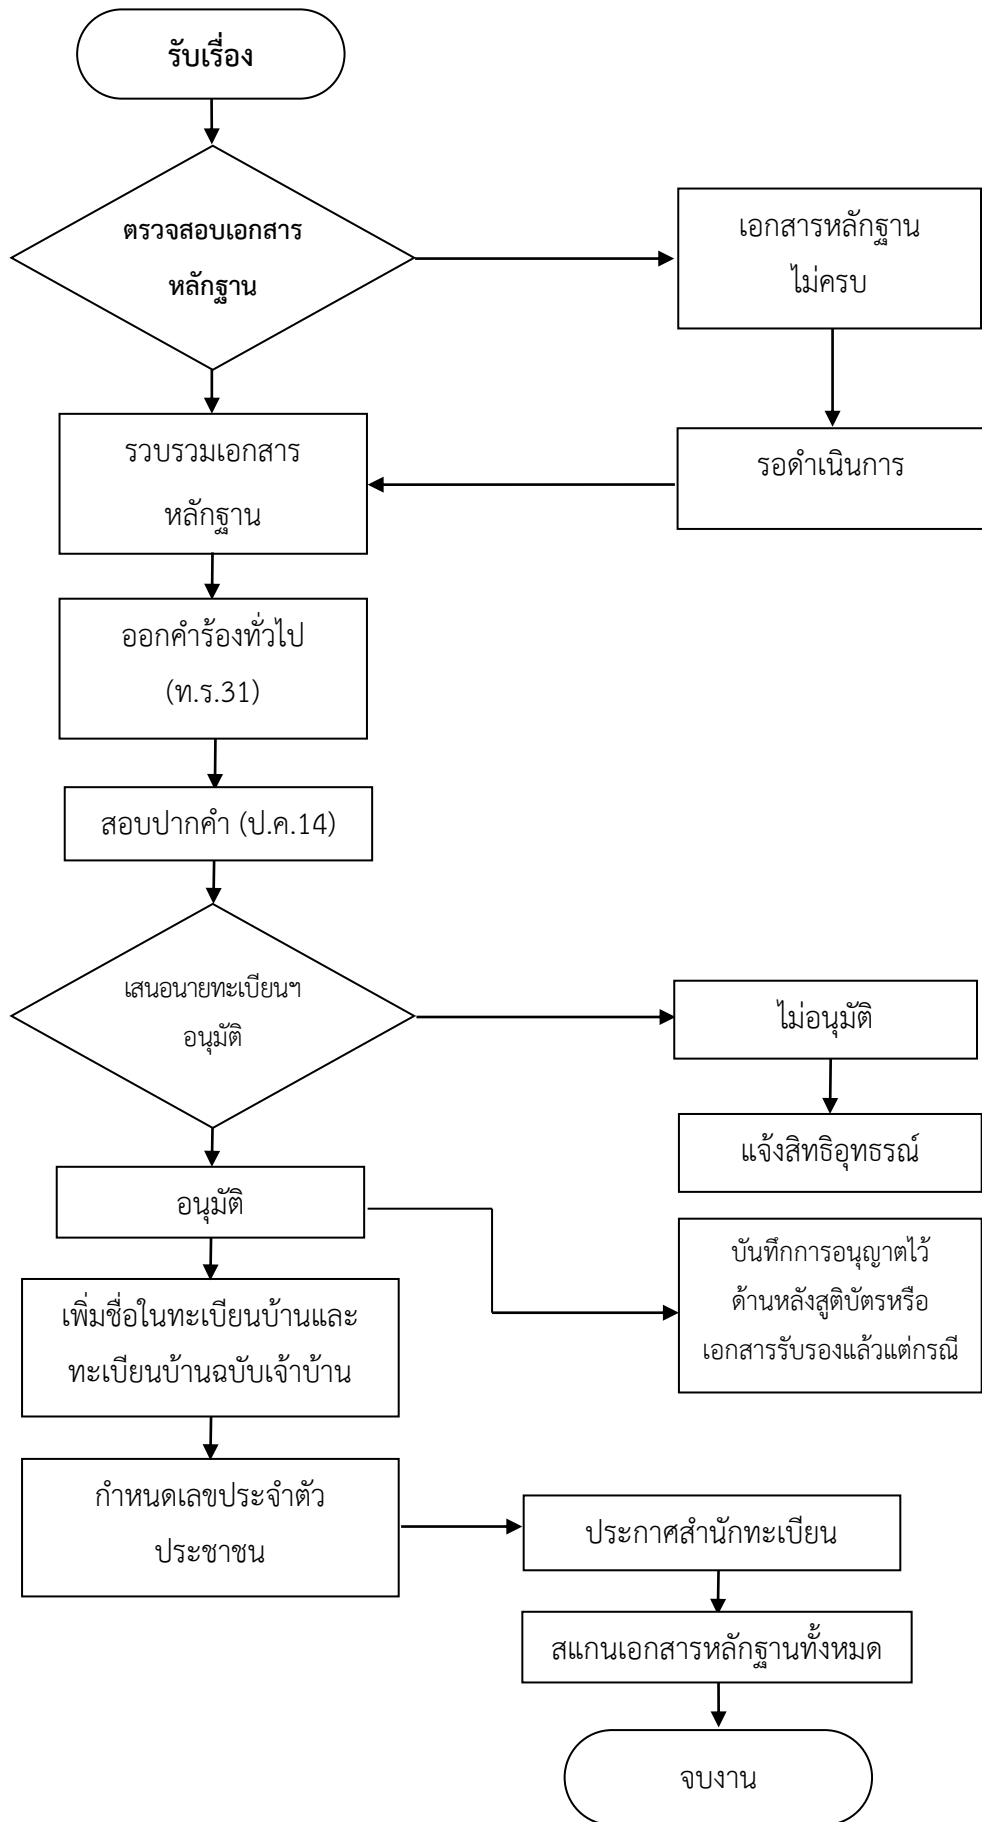 รับเรื่อง
ตรวจสอบเอกสาร
หลักฐาน
เอกสารหลักฐาน
ไม่ครบ
รวบรวมเอกสาร
หลักฐาน
รอดำเนินการ
ออกคำร้องทั่วไป
(ท.ร.31)
สอบปากคำ (ป.ค.14)
เสนอนายทะเบียนฯ
อนุมัติ
ไม่อนุมัติ
แจ้งสิทธิอุทธรณ์
อนุมัติ
บันทึกการอนุญาตไว้
ด้านหลังสูติบัตรหรือ
เอกสารรับรองแล้วแต่กรณี
เพิ่มชื่อในทะเบียนบ้านและ
ทะเบียนบ้านฉบับเจ้าบ้าน
กำหนดเลขประจำตัว
ประชาชน
ประกาศสำนักทะเบียน
สแกนเอกสารหลักฐานทั้งหมด
จบงาน